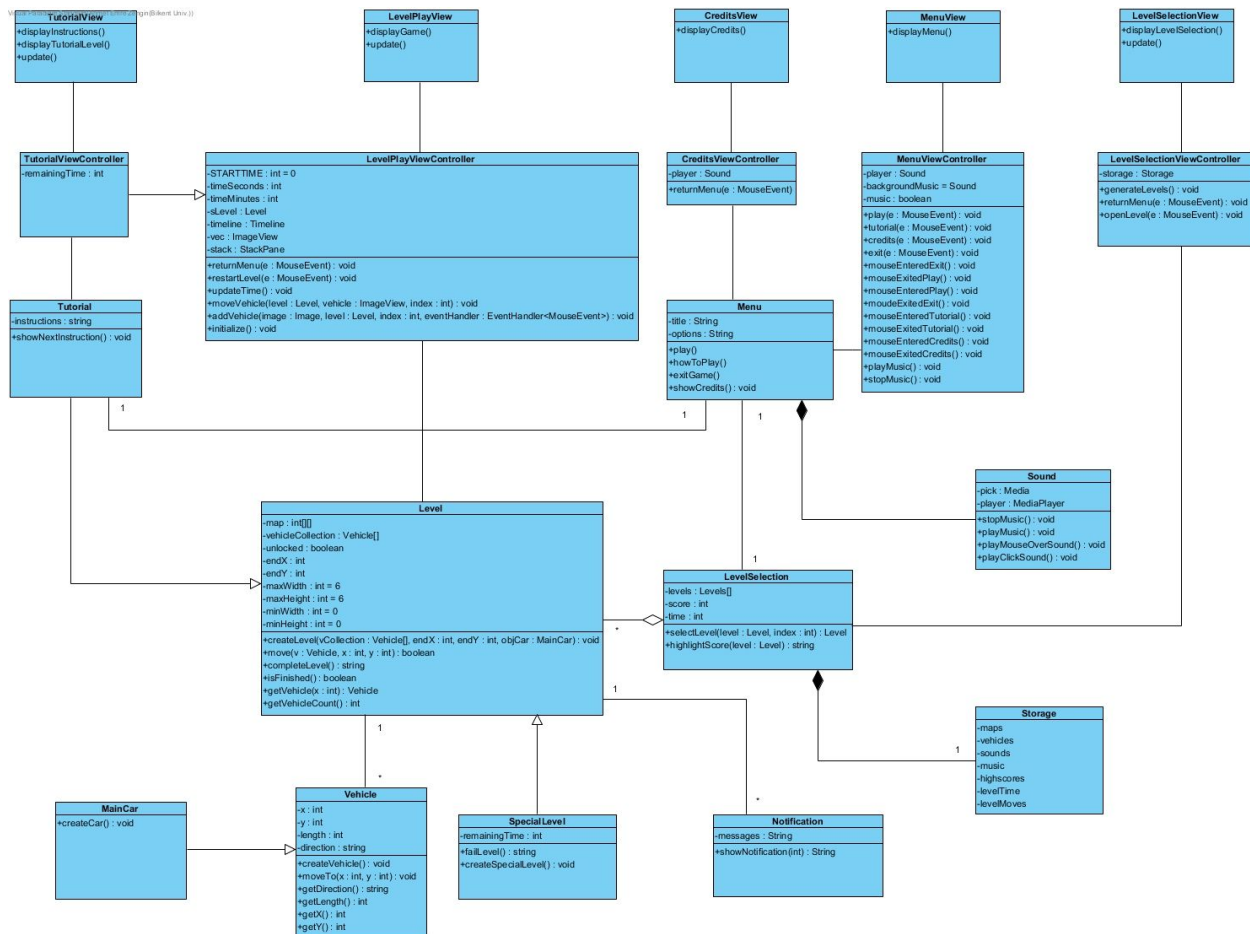 TutorialView
+displayInstructions()
+displayTutorialLevel()
+update()
LevelPlayView
+displayGame()
+update()
CreditsView
+displayCredits()
MenuView
+displayMenu()
LevelSelectionView
+displayLevelSelection()
+update()
TutorialViewController
-remainingTime : int
LevelPlayViewController
-STARTTIME : int = 0
-timeSeconds : int
-timeMinutes : int
-sLevel : Level
-timeline : Timeline
-vec : ImageView
-stack : StackPane
+returnMenu(e : MouseEvent) : void
+restartLevel(e : MouseEvent) : void
+updateTime() : void
+moveVehicle(level : Level, vehicle : ImageView, index : int) : void
+addVehicle(image : Image, level : Level, index : int, eventHandler : EventHandler<MouseEvent>) : void
+initialize() : void
CreditsViewController
-player : Sound
+returnMenu(e : MouseEvent)
MenuViewController
-player : Sound
-backgroundMusic = Sound
-music : boolean
+play(e : MouseEvent) : void
+tutorial(e : MouseEvent) : void
+credits(e : MouseEvent) : void
+exit(e : MouseEvent) : void
+mouseEnteredExit() : void
+mouseExitedPlay() : void
+mouseEnteredPlay() : void
+moudeExitedExit() : void
+mouseEnteredTutorial() : void
+mouseExitedTutorial() : void
+mouseEnteredCredits() : void
+mouseExitedCredits() : void
+playMusic() : void
+stopMusic() : void
LevelSelectionViewController
-storage : Storage
+generateLevels() : void
+returnMenu(e : MouseEvent) : void
+openLevel(e : MouseEvent) : void
Tutorial
-instructions : string
+showNextInstruction() : void
Menu
-title : String
-options : String
+play()
+howToPlay()
+exitGame()
+showCredits() : void
1
1
1
Sound
-pick : Media
-player : MediaPlayer
+stopMusic() : void
+playMusic() : void
+playMouseOverSound() : void
+playClickSound() : void
Level
-map : int[][]
-vehicleCollection : Vehicle[]
-unlocked : boolean
-endX : int
-endY : int
-maxWidth : int = 6
-maxHeight : int = 6
-minWidth : int = 0
-minHeight : int = 0
+createLevel(vCollection : Vehicle[], endX : int, endY : int, objCar : MainCar) : void
+move(v : Vehicle, x : int, y : int) : boolean
+completeLevel() : string
+isFinished() : boolean
+getVehicle(x : int) : Vehicle
+getVehicleCount() : int
1
LevelSelection
-levels : Levels[]
-score : int
-time : int
+selectLevel(level : Level, index : int) : Level
+highlightScore(level : Level) : string
*
1
1
1
Storage
-maps
-vehicles
-sounds
-music
-highscores
-levelTime
-levelMoves
*
*
MainCar
+createCar() : void
Vehicle
-x : int
-y : int
-length : int
-direction : string
+createVehicle() : void
+moveTo(x : int, y : int) : void
+getDirection() : string
+getLength() : int
+getX() : int
+getY() : int
SpecialLevel
-remainingTime : int
+failLevel() : string
+createSpecialLevel() : void
Notification
-messages : String
+showNotification(int) : String